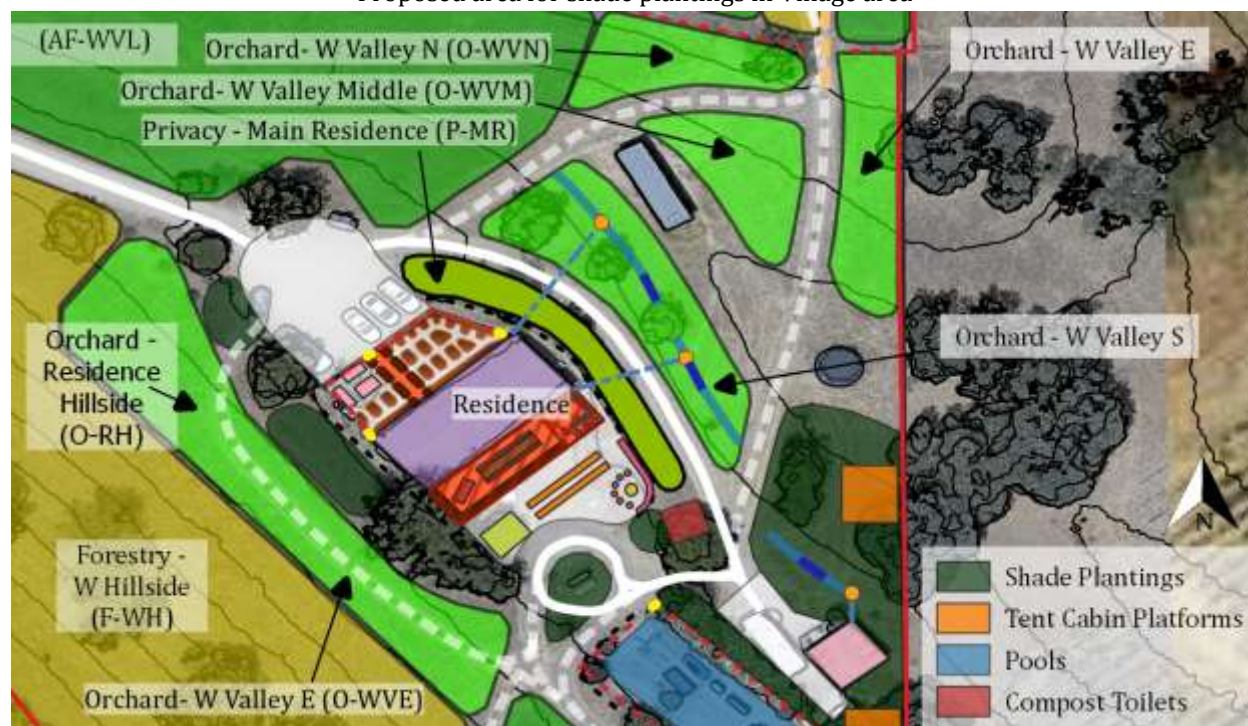 Proposed area for shade plantings in Village area
(AF-WVL)
Orchard- W Valley N (O-WVN)
Orchard- W Valley Middle (O-WVM)
Privacy - Main Residence (P-MR)
Orchard - W Valley E
Orchard - W Valley S
Orchard -
Residence
Hillside
(O-RH)
Residence
Forestry -
W Hillside
(F-WH)
Orchard- W Valley E (O-WVE)
N
Shade Plantings
Tent Cabin Platforms
Pools
Compost Toilets